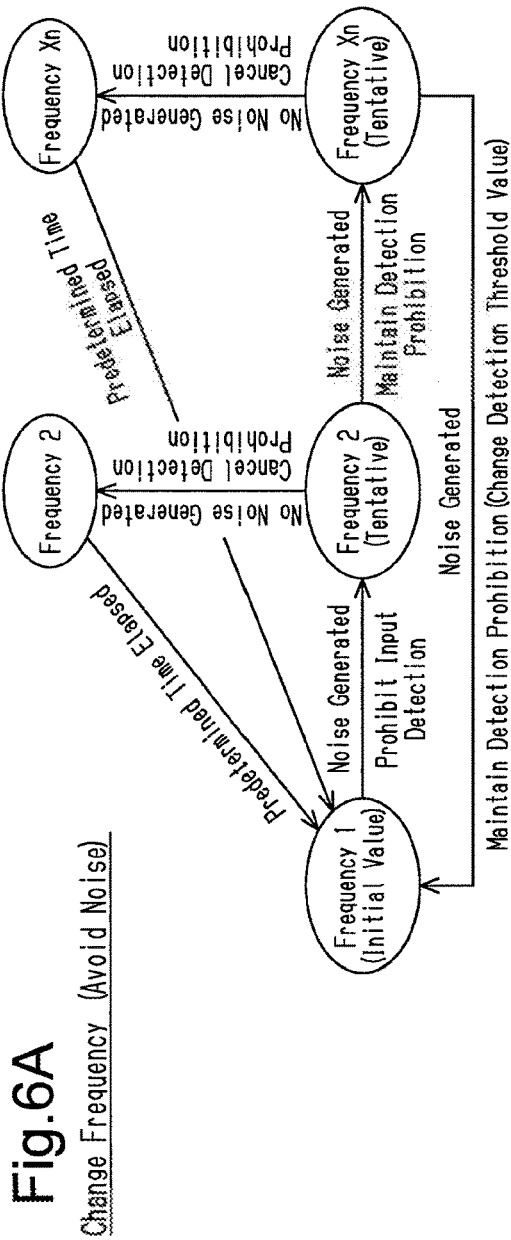 Fig.6A
Change Frequency (Avoid Noise)
Frequency 1
(Initial Value)
Noise Generated
Prohibit Input
Detection
Frequency 2
(Tentative)
No Noise Generated
Cancel Detection
Prohibition
Frequency 2
Predetermined Time Elapsed
Noise Generated
Maintain Detection
Prohibition
Frequency Xn
(Tentative)
No Noise Generated
Cancel Detection
Prohibition
Frequency Xn
Predetermined Time
Elapsed
Noise Generated
Maintain Detection Prohibition(Change Detection Threshold Value)